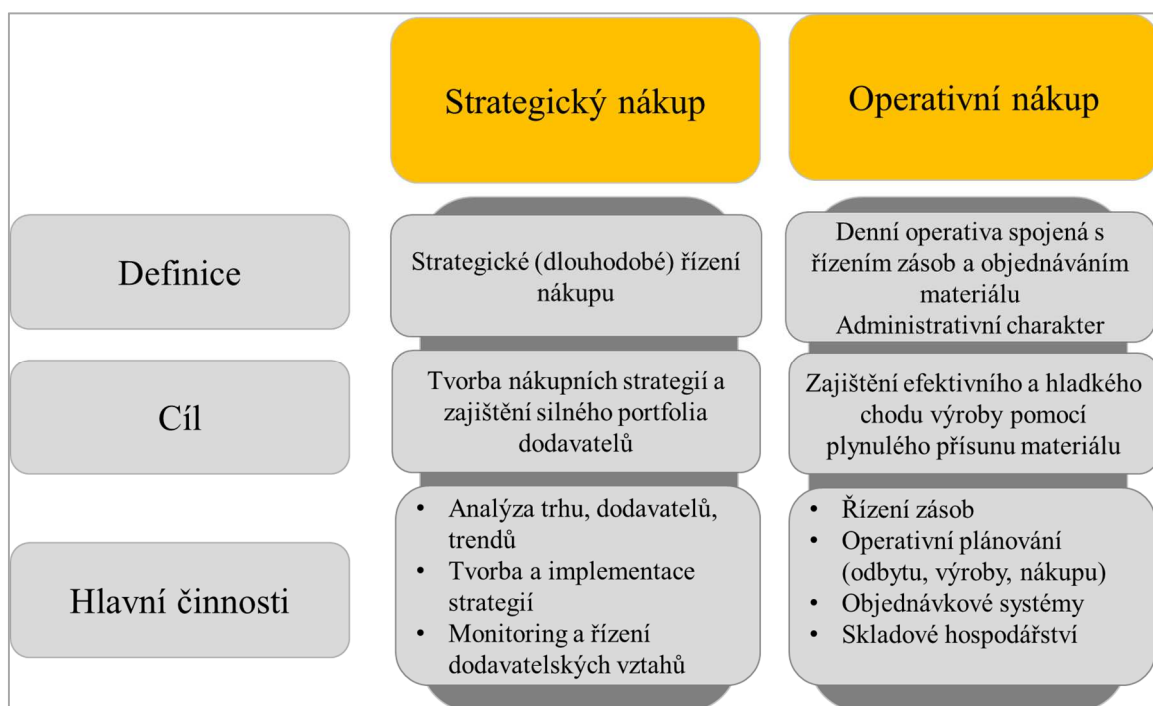 Strategický nákup
Operativní nákup
Definice
Strategické (dlouhodobé) řízení
nákupu
Denní operativa spojená s
řízením zásob a objednáváním
materiálu
Administrativní charakter
Cíl
Tvorba nákupních strategií a
zajištění silného portfolia
dodavatelů
Zajištění efektivního a hladkého
chodu výroby pomocí
plynulého přísunu materiálu
Hlavní činnosti
• Analýza trhu, dodavatelů,
trendů
• Tvorba a implementace
strategií
• Monitoring a řízení
dodavatelských vztahů
• Řízení zásob
• Operativní plánování
(odbytu, výroby, nákupu)
• Objednávkové systémy
• Skladové hospodářství